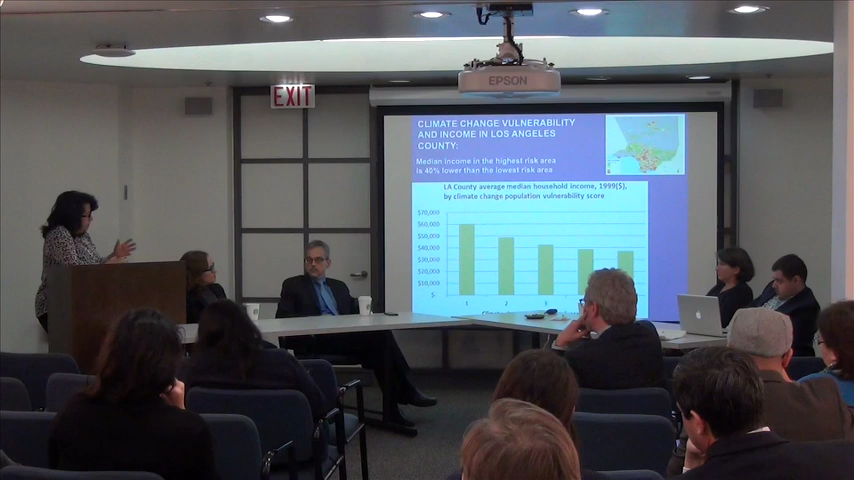 EPSON
EXIT
CLIMATE CHANGE VULNERABILITY
AND INCOME IN LOS ANGELES
COUNTY:
Median income in the highest risk area
Is 40% lower than the lowest risk area
LA County average median household income, 1999($),
by climate change population vulnerability score
$70,000
$60,000
$50,000
$40,000
$30,000
$20,000
$10,000
$-
1 2 3